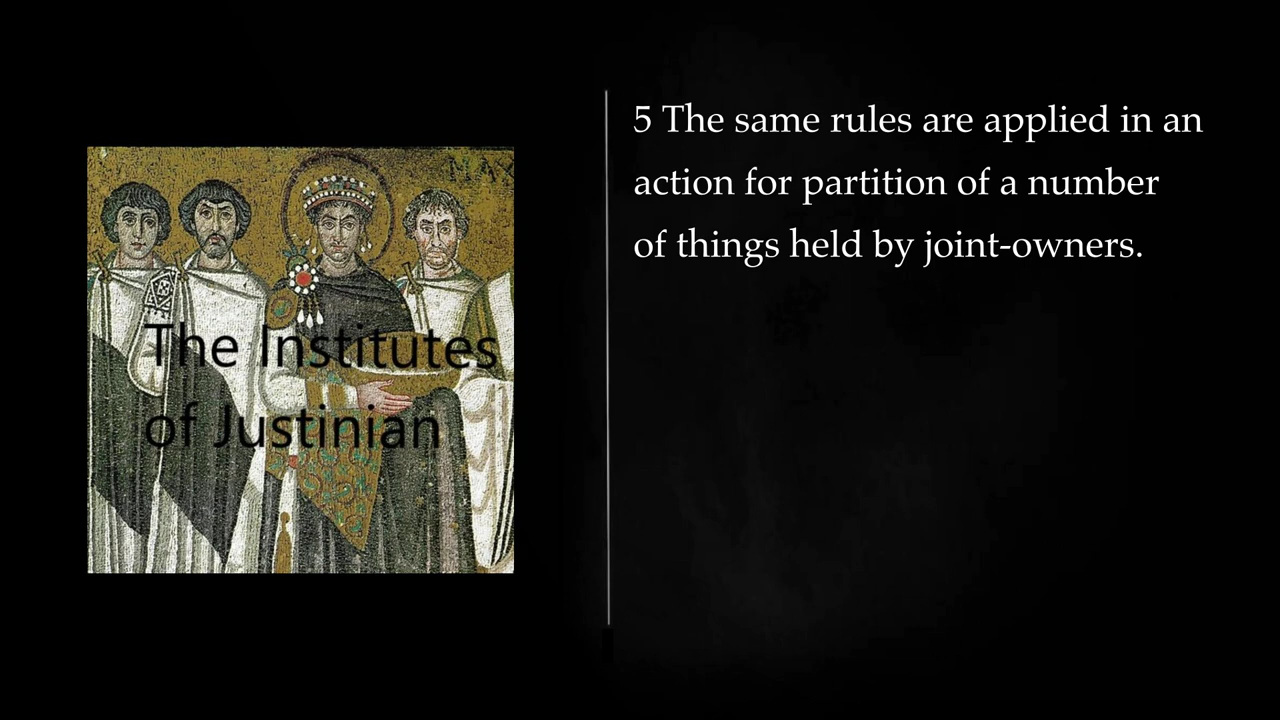 MAX
The Institutes
of Justinian
5 The same rules are applied in an
action for partition of a number
of things held by joint-owners.